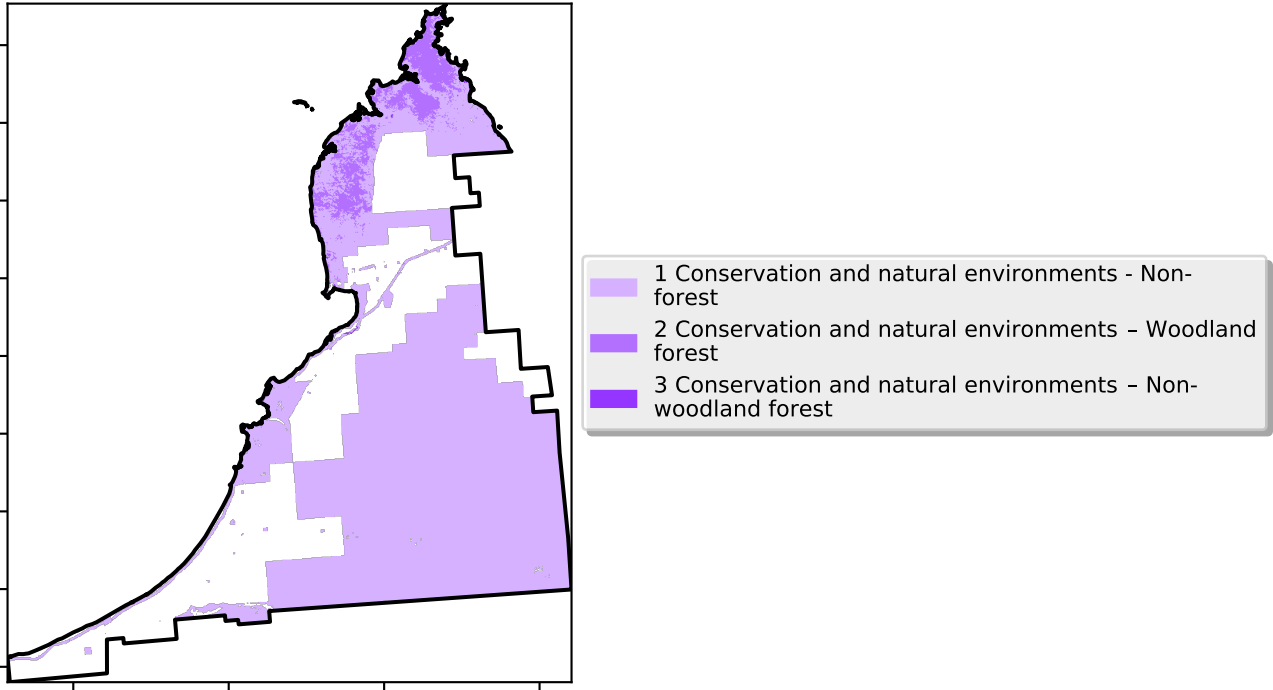 1 Conservation and natural environments - Non-
forest
2 Conservation and natural environments – Woodland
forest
3 Conservation and natural environments – Non-
woodland forest